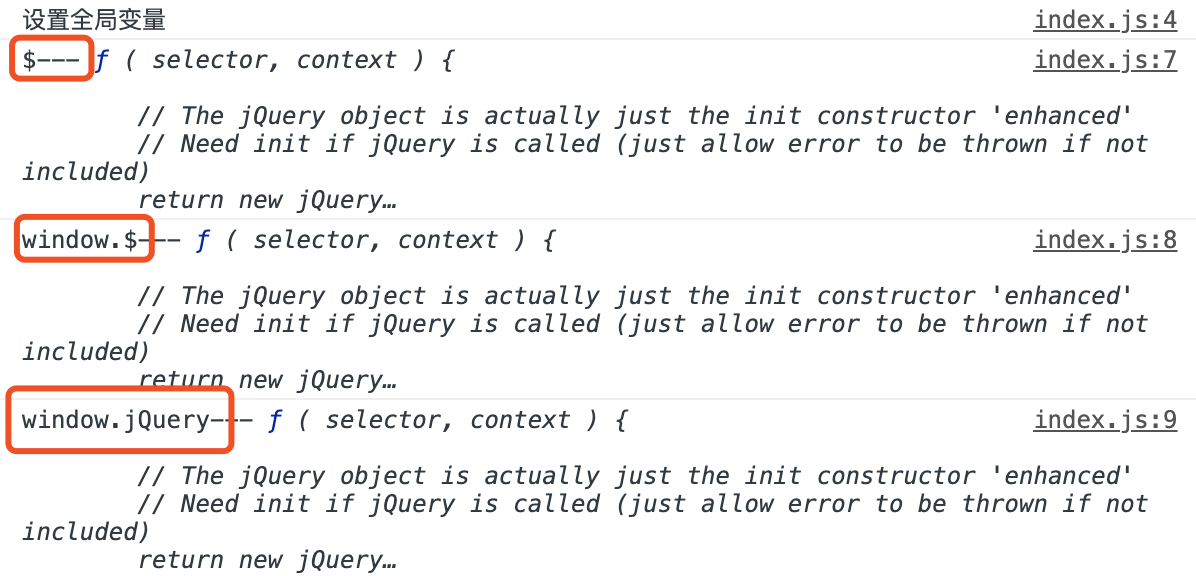 设置全局变量 index.js:4
$--- ƒ ( selector, context ) { index.js:7
// The jQuery object is actually just the init constructor 'enhanced'
// Need init if jQuery is called (just allow error to be thrown if not
included)
return new jQuery…
window.$--- ƒ ( selector, context ) { index.js:8
// The jQuery object is actually just the init constructor 'enhanced'
// Need init if jQuery is called (just allow error to be thrown if not
included)
return new jQuery…
window.jQuery--- ƒ ( selector, context ) { index.js:9
// The jQuery object is actually just the init constructor 'enhanced'
// Need init if jQuery is called (just allow error to be thrown if not
included)
return new jQuery…